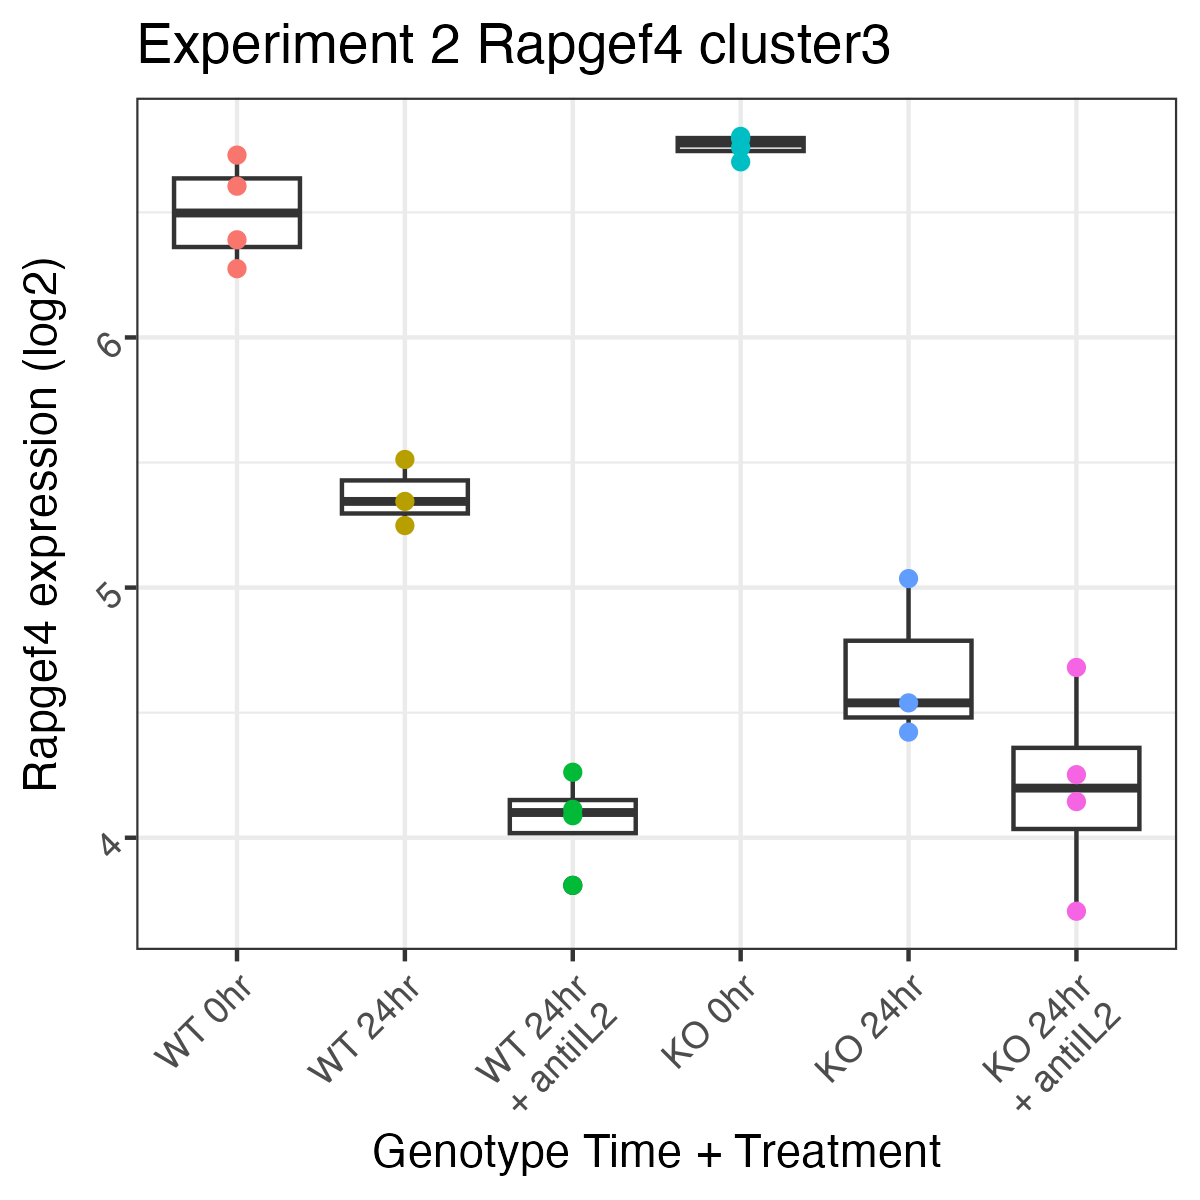 Experiment 2 Rapgef4 cluster3
Rapgef4 expression (log2)
6
5
4
WT 0hr
WT 24hr
WT 24hr
+ antiIL2
KO 0hr
KO 24hr
KO 24hr
+ antiIL2
Genotype Time + Treatment